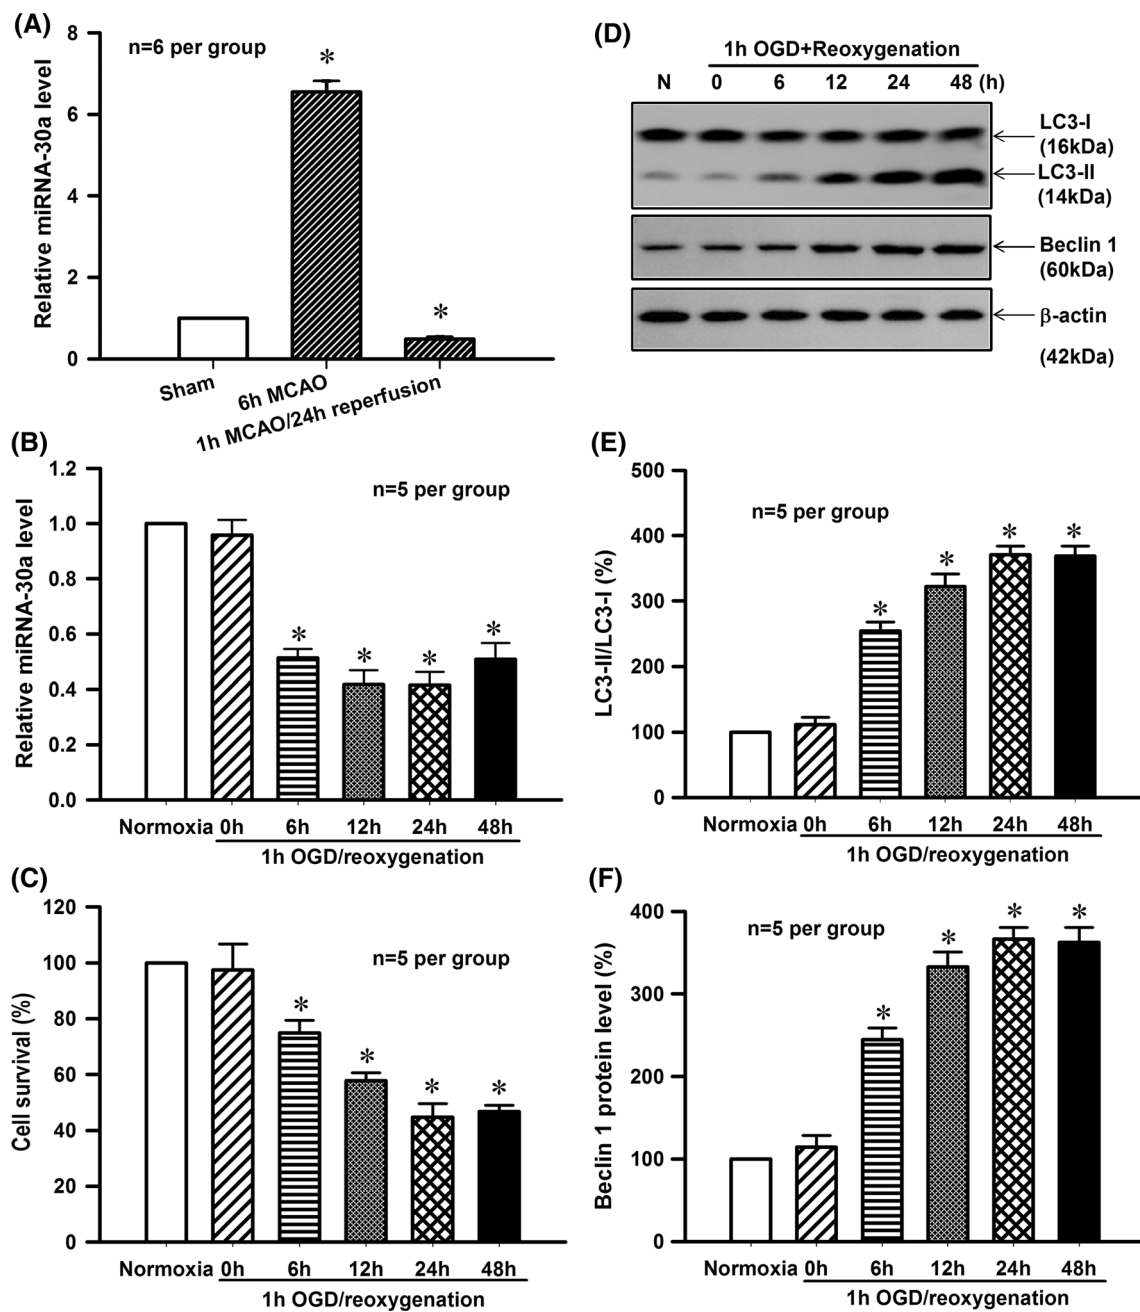 (A)
n=6 per group
Relative miRNA-30a level
8
6
4
2
0
*
*
Sham
6h MCAO
1h MCAO/24h reperfusion
(B)
n=5 per group
Relative miRNA-30a level
1.2
1.0
0.8
0.6
0.4
0.2
0.0
* * * *
Normoxia 0h 6h 12h 24h 48h
1h OGD/reoxygenation
(C)
n=5 per group
Cell survival (%)
120
100
80
60
40
20
0
* * * *
Normoxia 0h 6h 12h 24h 48h
1h OGD/reoxygenation
(D)
1h OGD+Reoxygenation
N 0 6 12 24 48 (h)
LC3-I
(16kDa)
LC3-II
(14kDa)
Beclin 1
(60kDa)
β-actin
(42kDa)
(E)
n=5 per group
LC3-II/LC3-I (%)
500
400
300
200
100
0
* * * *
Normoxia 0h 6h 12h 24h 48h
1h OGD/reoxygenation
(F)
n=5 per group
Beclin 1 protein level (%)
400
300
200
100
0
* * * *
Normoxia 0h 6h 12h 24h 48h
1h OGD/reoxygenation